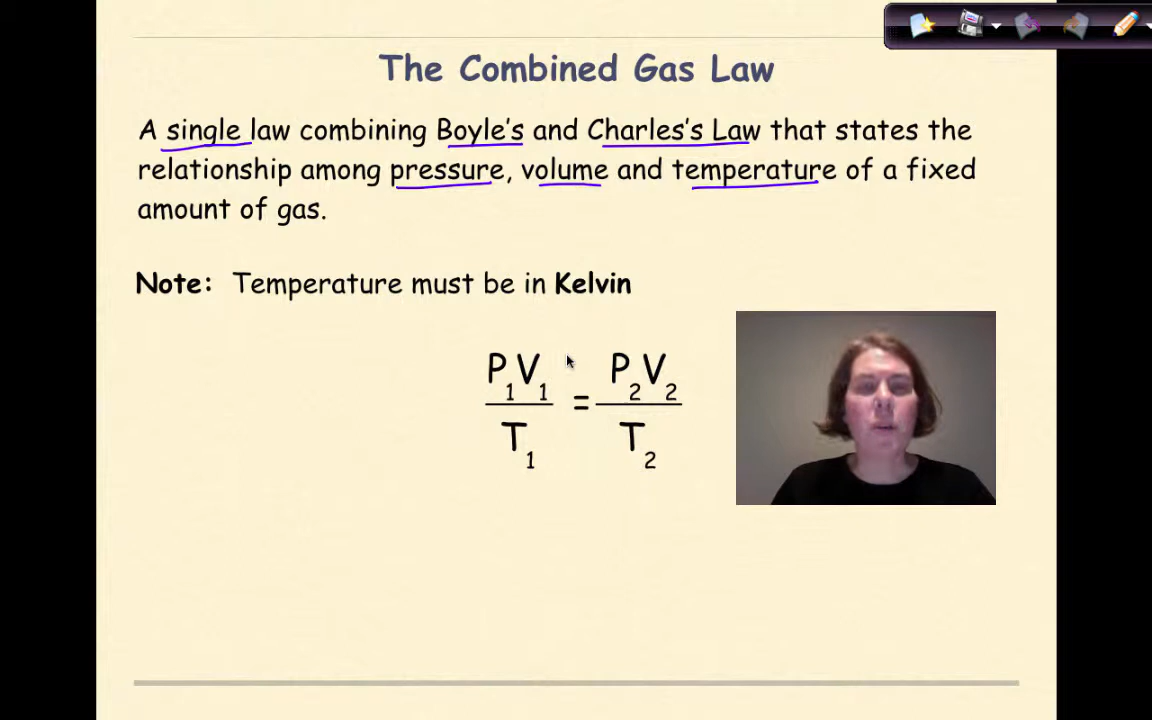 The Combined Gas Law
A single law combining Boyle's and Charles's Law that states the
relationship among pressure, volume and temperature of a fixed
amount of gas.
Note: Temperature must be in Kelvin
P₁V₁ = P₂V₂
T₁ T₂